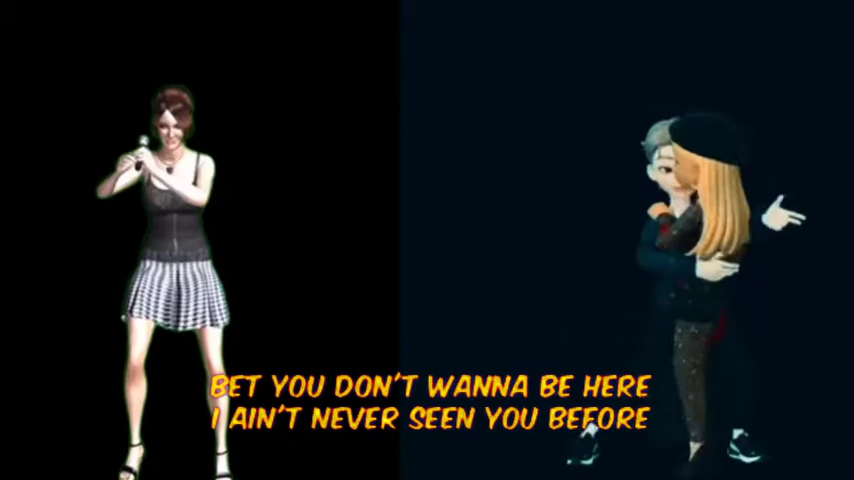 BET YOU DON'T WANNA BE HERE
I AIN'T NEVER SEEN YOU BEFORE